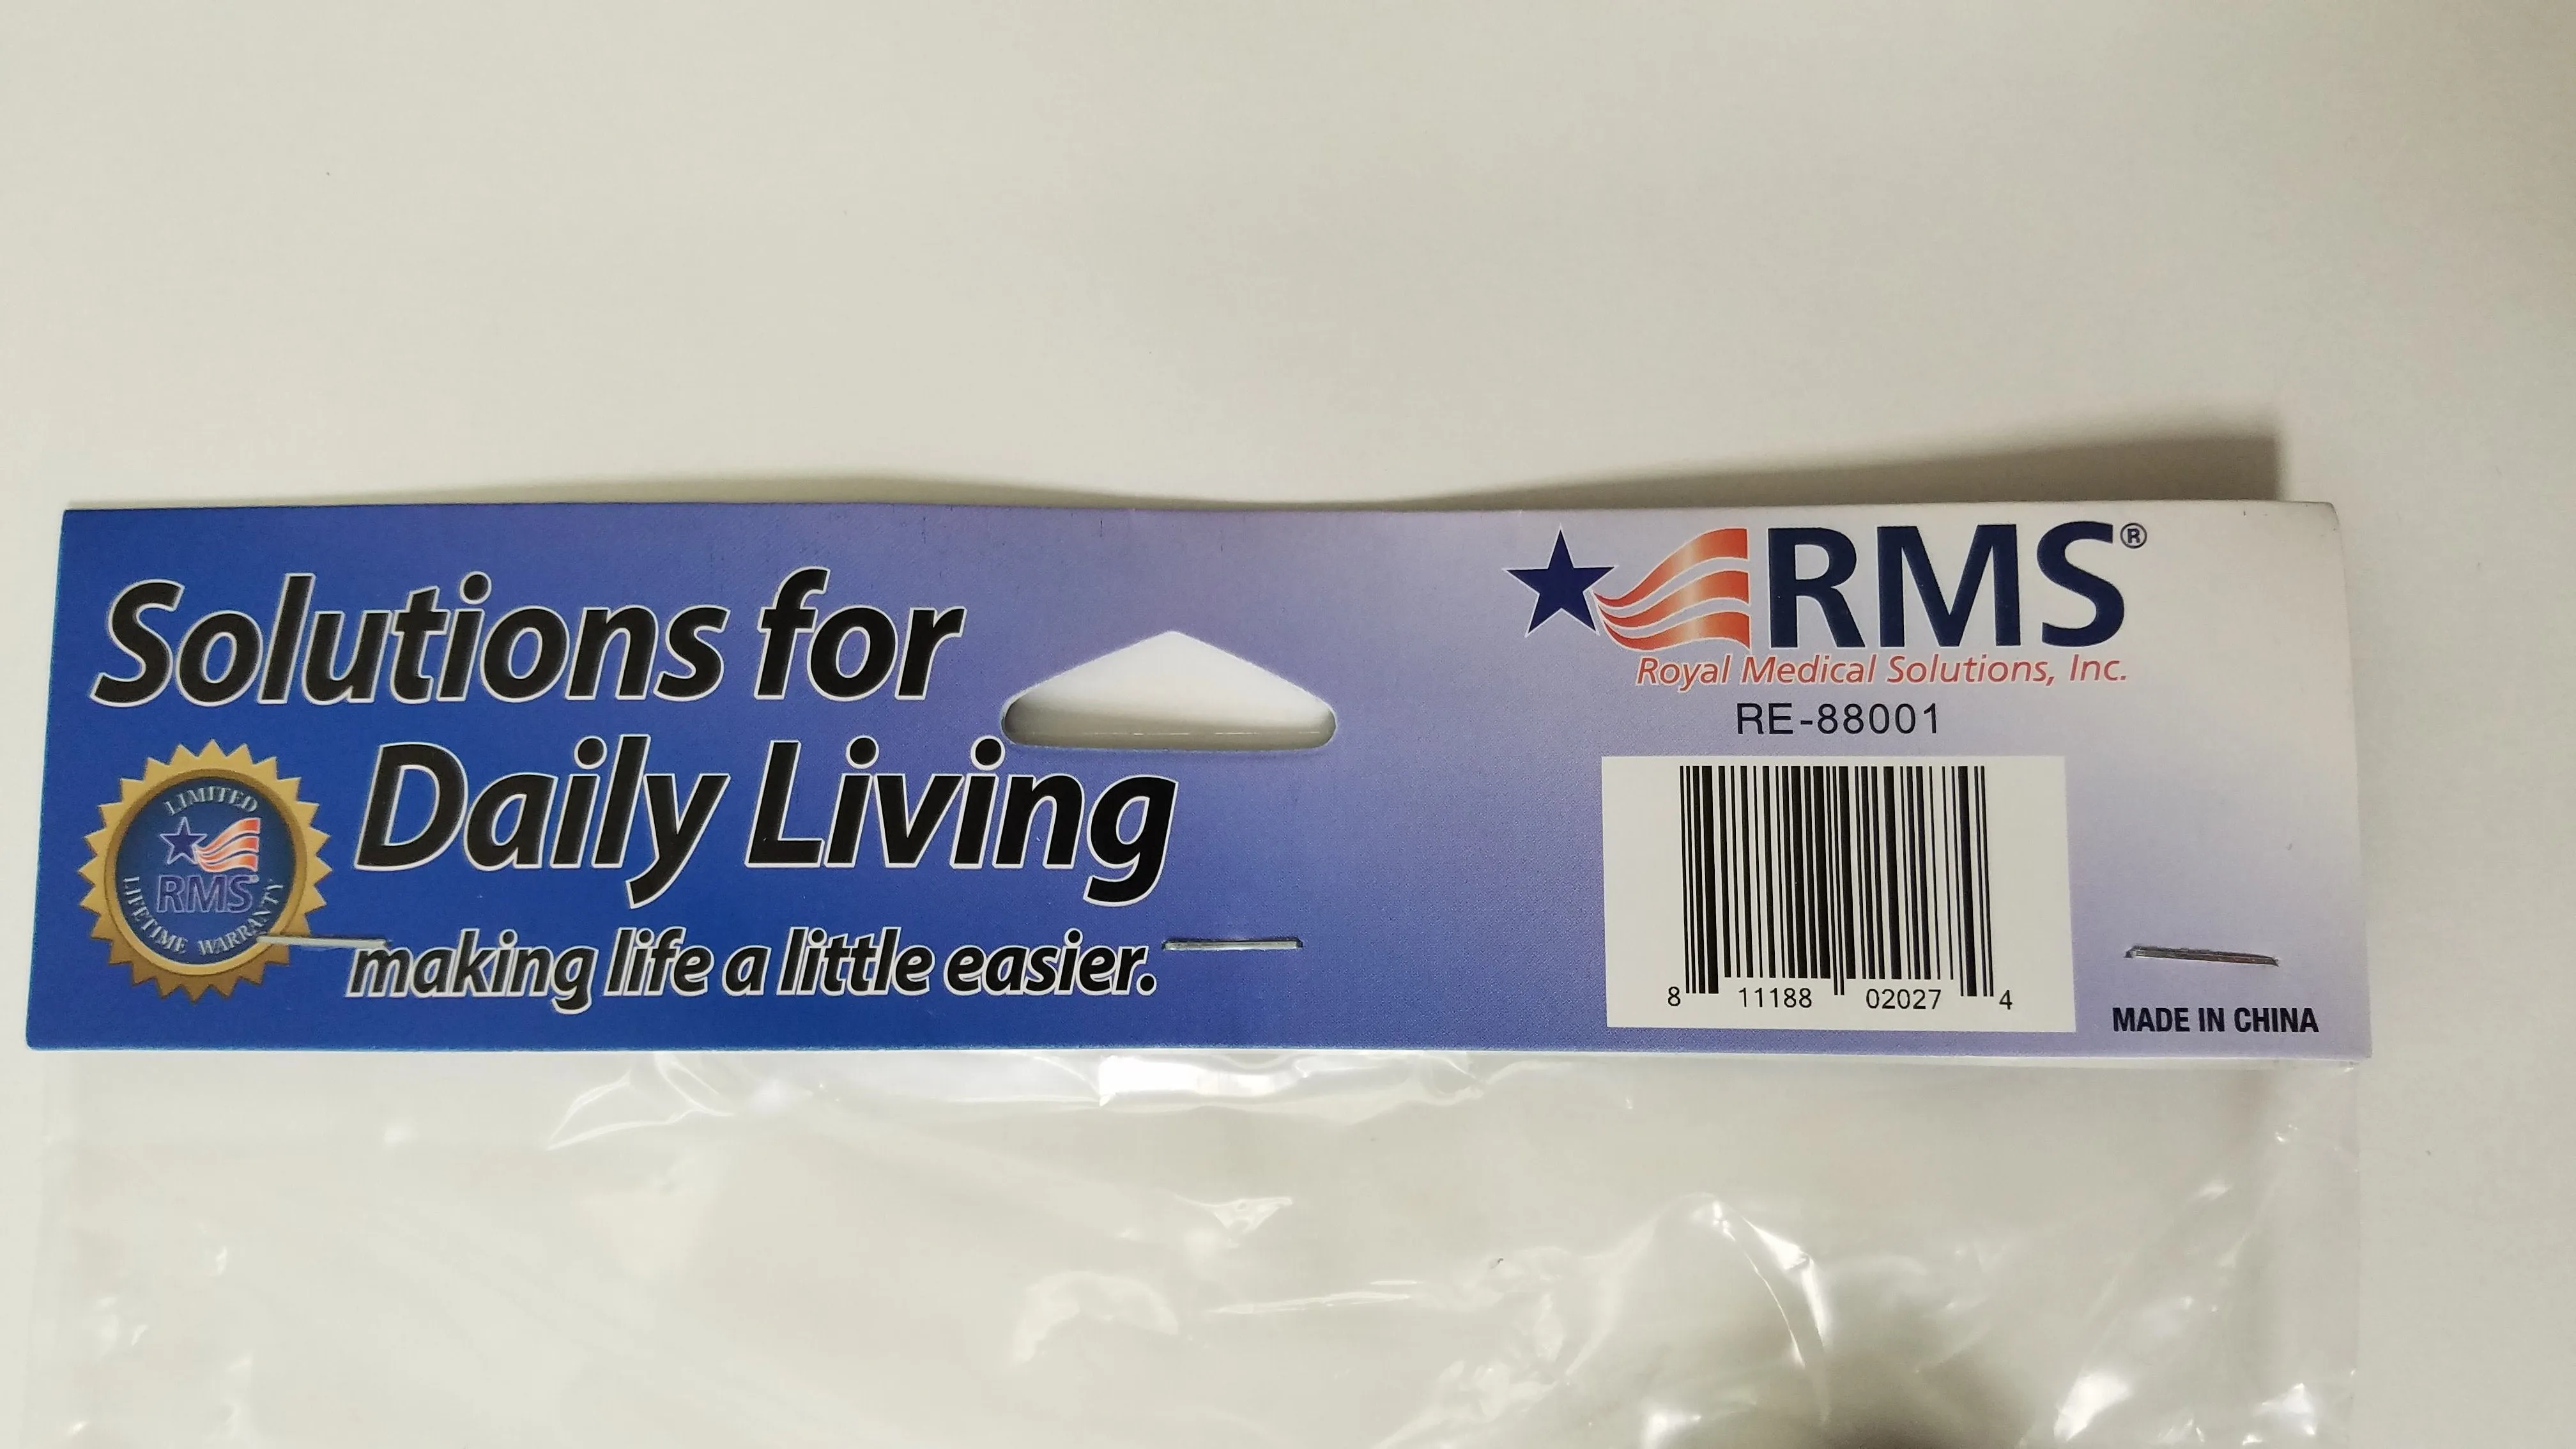 Solutions for
Daily Living
making life a little easier.
LIMITED
RMS
LIFETIME WARRANTY
RMS®
Royal Medical Solutions, Inc.
RE-88001
8 11188 02027 4
MADE IN CHINA